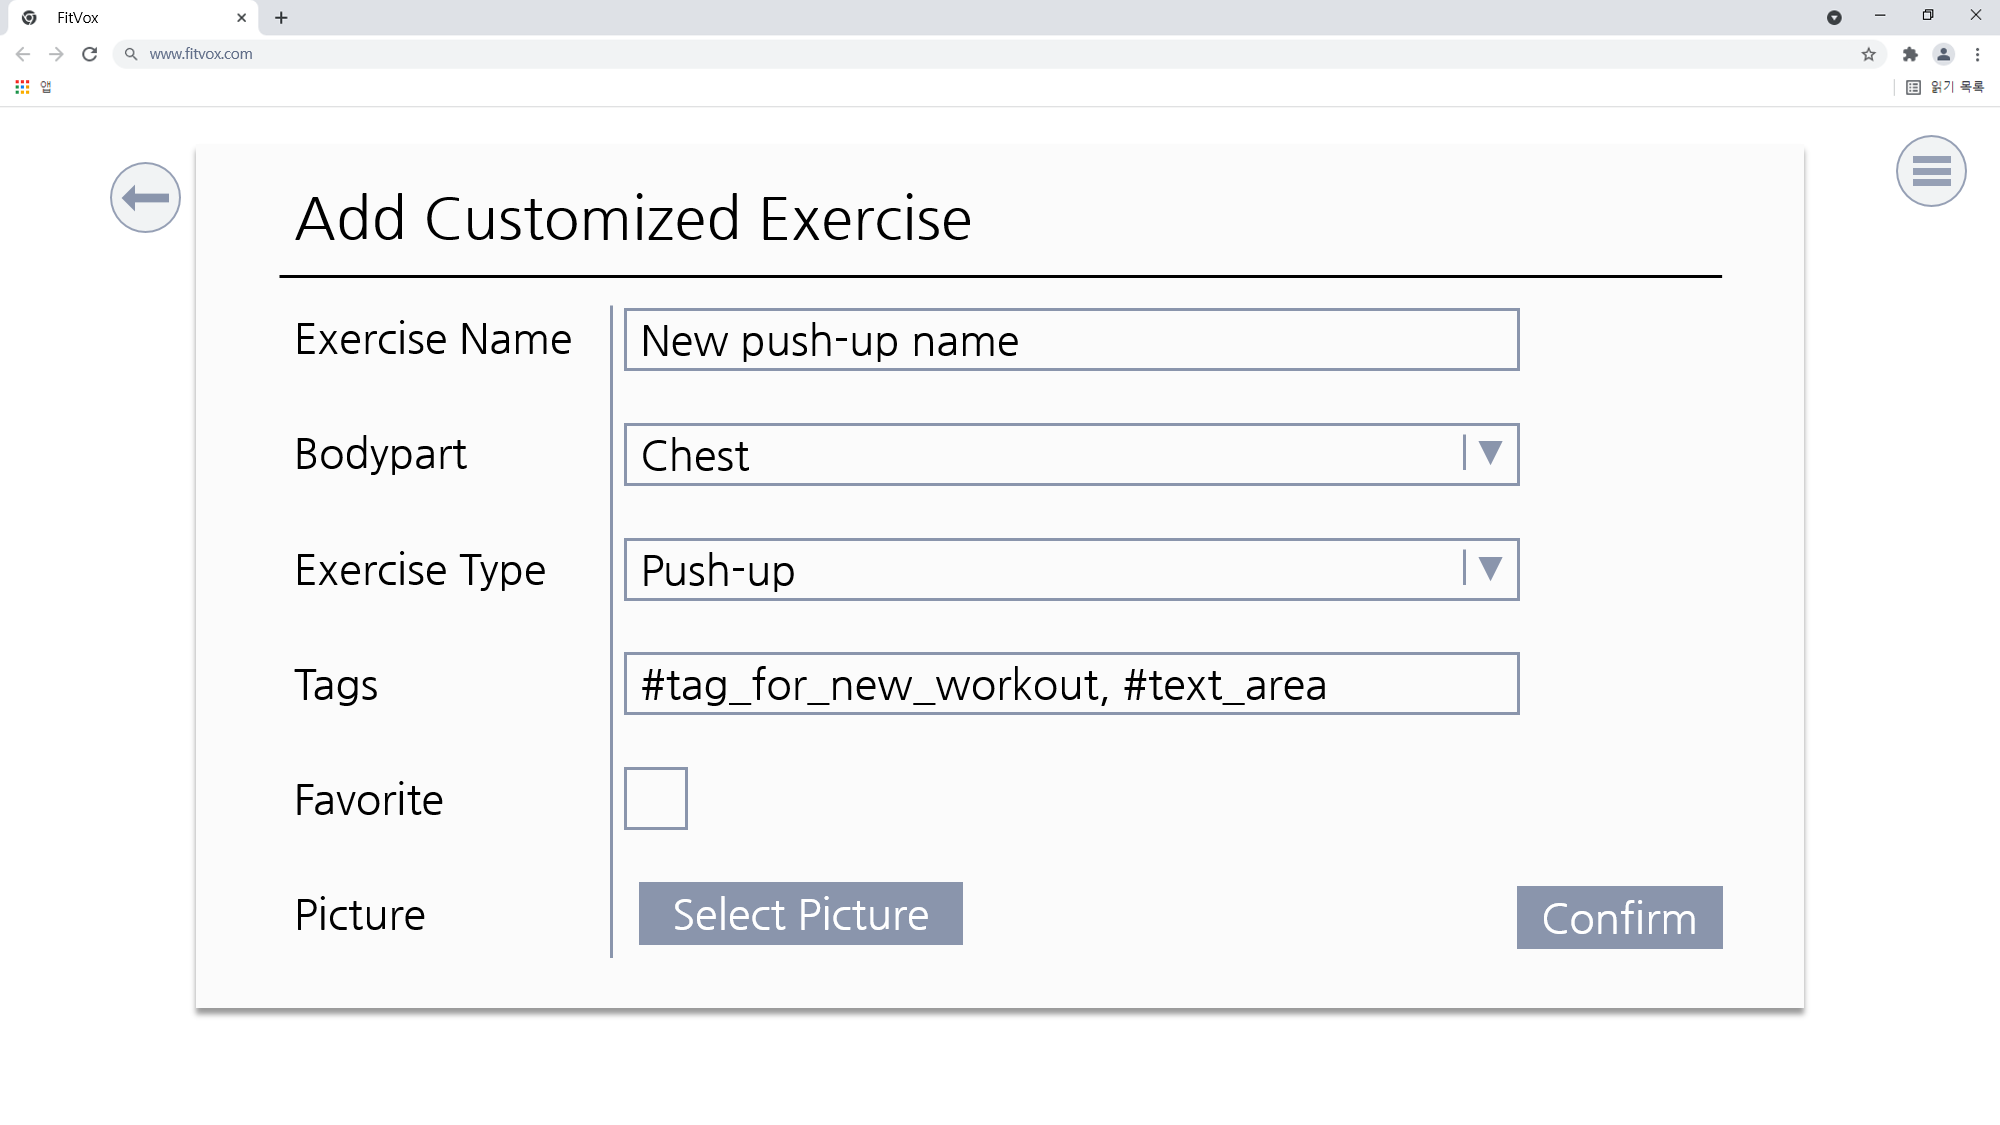 FitVox
www.fitvox.com
앱
읽기 목록
Add Customized Exercise
Exercise Name
New push-up name
Bodypart
Chest
Exercise Type
Push-up
Tags
#tag_for_new_workout, #text_area
Favorite
Picture
Select Picture
Confirm